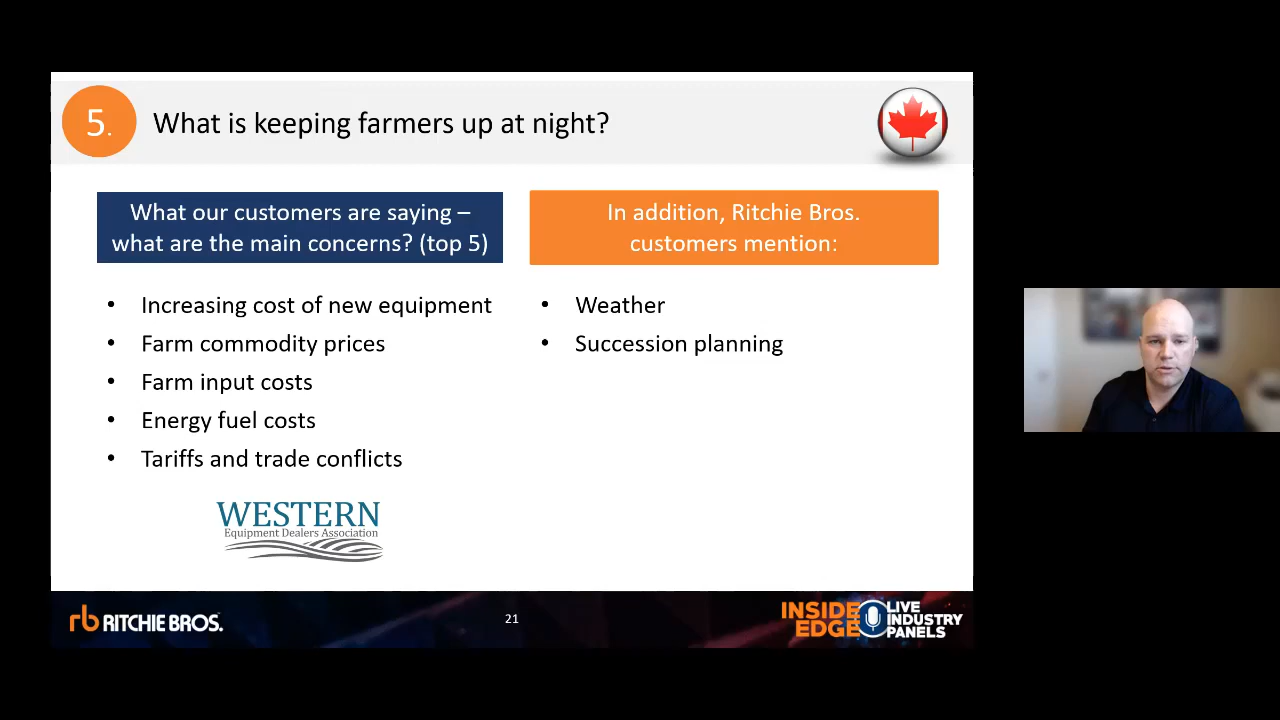 5.
What is keeping farmers up at night?
What our customers are saying –
what are the main concerns? (top 5)
• Increasing cost of new equipment
• Farm commodity prices
• Farm input costs
• Energy fuel costs
• Tariffs and trade conflicts
WESTERN
Equipment Dealers Association
In addition, Ritchie Bros.
customers mention:
• Weather
• Succession planning
rb RITCHIE BROS.
21
INSIDE EDGE
LIVE INDUSTRY PANELS